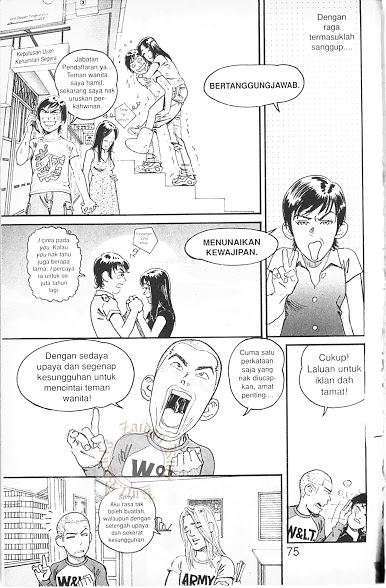 Dengan
raga
termasuklah
sanggup....
Kepulusan Ujian
Kehamilan Segera
Jabatan
Pendaftaran ya...
Teman wanita
saya hamil,
sekarang saya nak
uruskan per-
kahwinan.
BERTANGGUNGJAWAB.
I cinta pada
you. Kalau
you nak tahu
juga berapa
lama, I percaya
ia untuk se-
juta tahun
lagi.
MENUNAIKAN
KEWAJIPAN.
Dengan sedaya
upaya dan segenap
kesungguhan untuk
mencintai teman
wanita!
Cuma satu
perkataan
saja yang
nak diucap-
kan, amat
penting....
Cukup!
Laluan untuk
iklan dah
tamat!
W&L
Sorry!
Aku rasa tak
boleh buatlah,
walaupun dengan
setengah upaya
dan sekerat
kesungguhan.
W&LT.
W&LT
ARMY
75